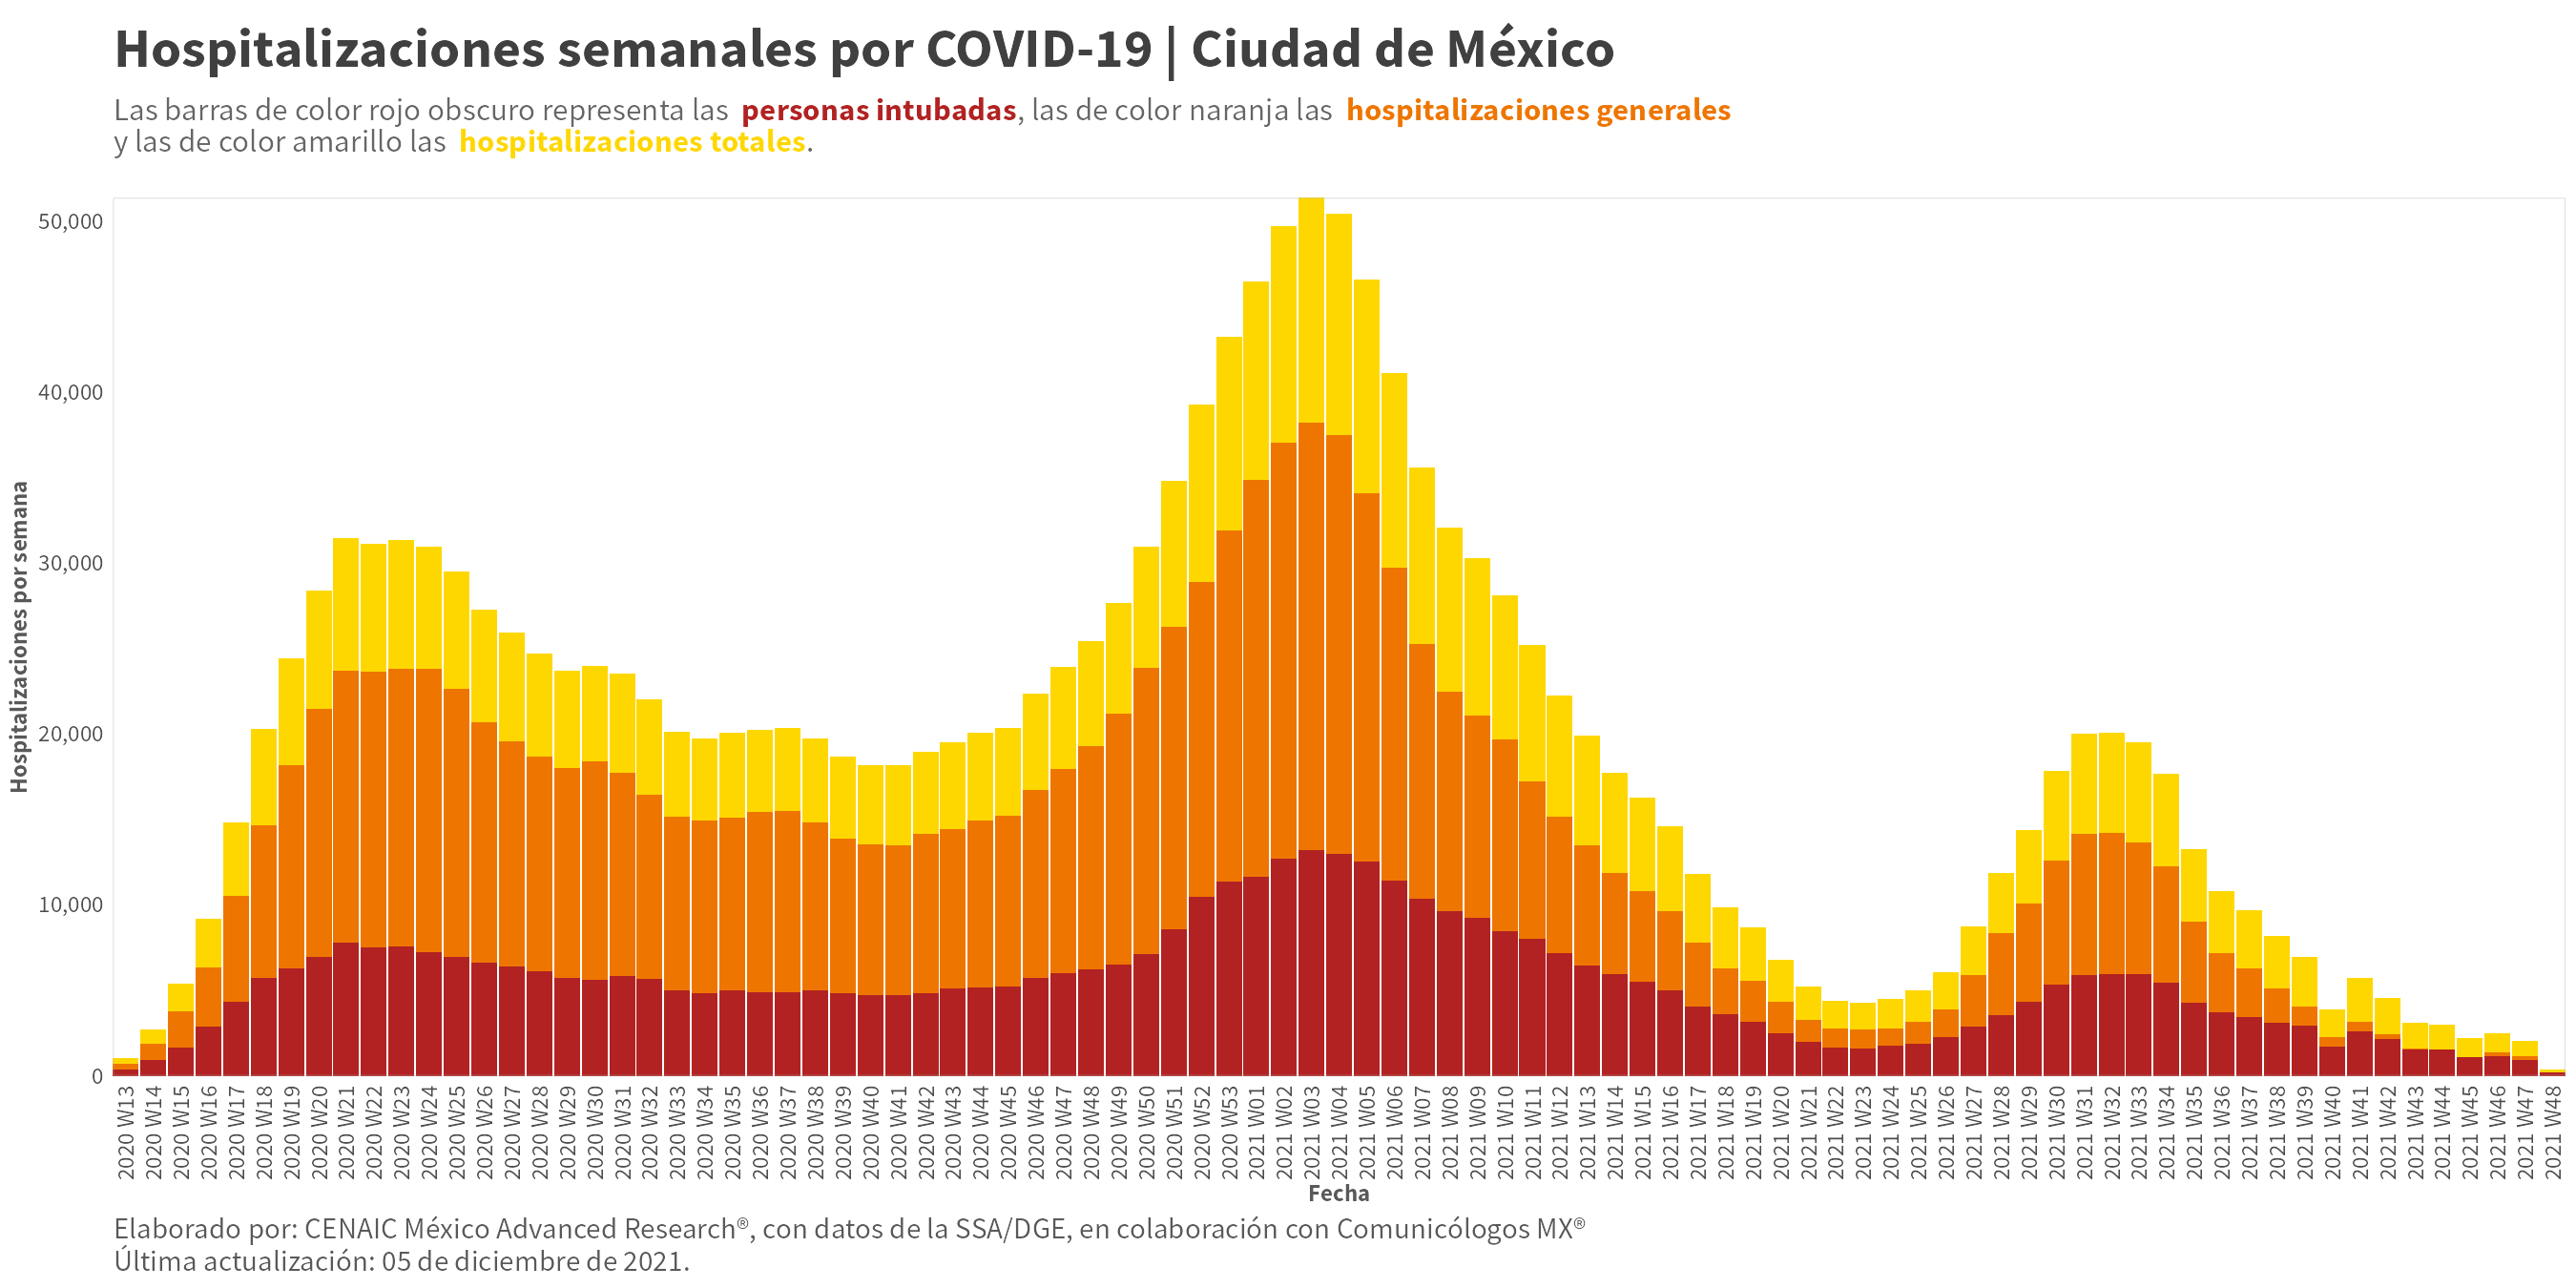 Hospitalizaciones semanales por COVID-19 | Ciudad de México
Las barras de color rojo obscuro representa las personas intubadas, las de color naranja las hospitalizaciones generales
y las de color amarillo las hospitalizaciones totales.
Hospitalizaciones por semana
50,000
40,000
30,000
20,000
10,000
0
2020 W13
2020 W14
2020 W15
2020 W16
2020 W17
2020 W18
2020 W19
2020 W20
2020 W21
2020 W22
2020 W23
2020 W24
2020 W25
2020 W26
2020 W27
2020 W28
2020 W29
2020 W30
2020 W31
2020 W32
2020 W33
2020 W34
2020 W35
2020 W36
2020 W37
2020 W38
2020 W39
2020 W40
2020 W41
2020 W42
2020 W43
2020 W44
2020 W45
2020 W46
2020 W47
2020 W48
2020 W49
2020 W50
2020 W51
2020 W52
2020 W53
2021 W01
2021 W02
2021 W03
2021 W04
2021 W05
2021 W06
2021 W07
2021 W08
2021 W09
2021 W10
2021 W11
2021 W12
2021 W13
2021 W14
2021 W15
2021 W16
2021 W17
2021 W18
2021 W19
2021 W20
2021 W21
2021 W22
2021 W23
2021 W24
2021 W25
2021 W26
2021 W27
2021 W28
2021 W29
2021 W30
2021 W31
2021 W32
2021 W33
2021 W34
2021 W35
2021 W36
2021 W37
2021 W38
2021 W39
2021 W40
2021 W41
2021 W42
2021 W43
2021 W44
2021 W45
2021 W46
2021 W47
2021 W48
Fecha
Elaborado por: CENAIC México Advanced Research®, con datos de la SSA/DGE, en colaboración con Comunicólogos MX®
Última actualización: 05 de diciembre de 2021.